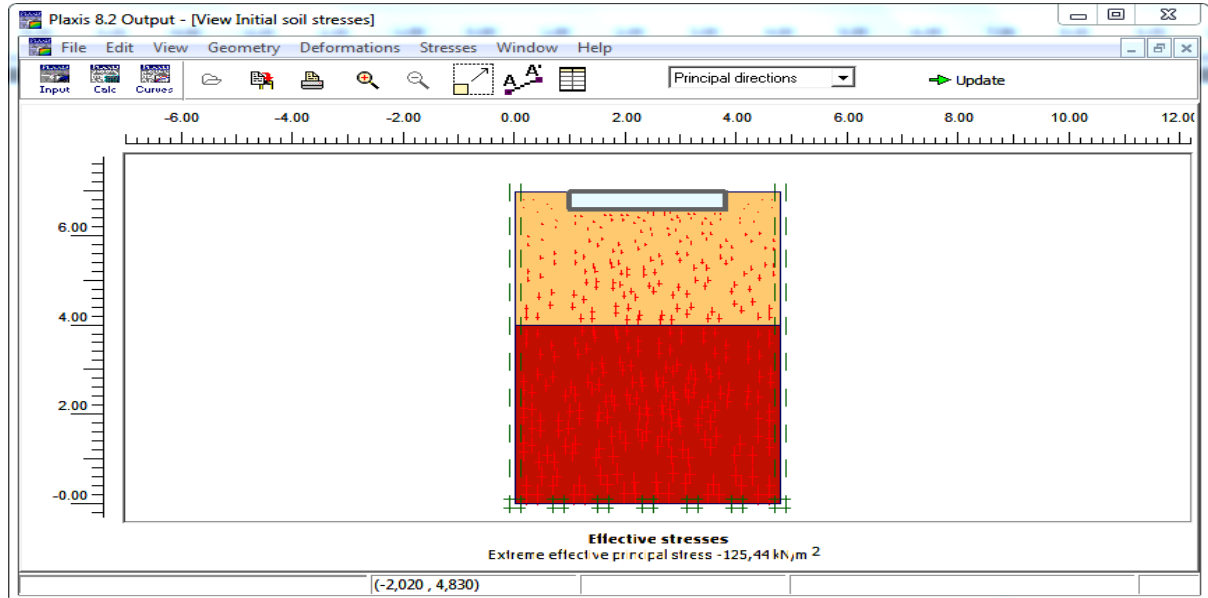 Plaxis 8.2 Output - [View Initial soil stresses]
File Edit View Geometry Deformations Stresses Window Help
Input Calc Curves Principal directions Update
-6.00 -4.00 -2.00 0.00 2.00 4.00 6.00 8.00 10.00 12.00
6.00
4.00
2.00
-0.00
Effective stresses
Extreme effective principal stress -125,44 kN/m 2
(-2,020 , 4,830)